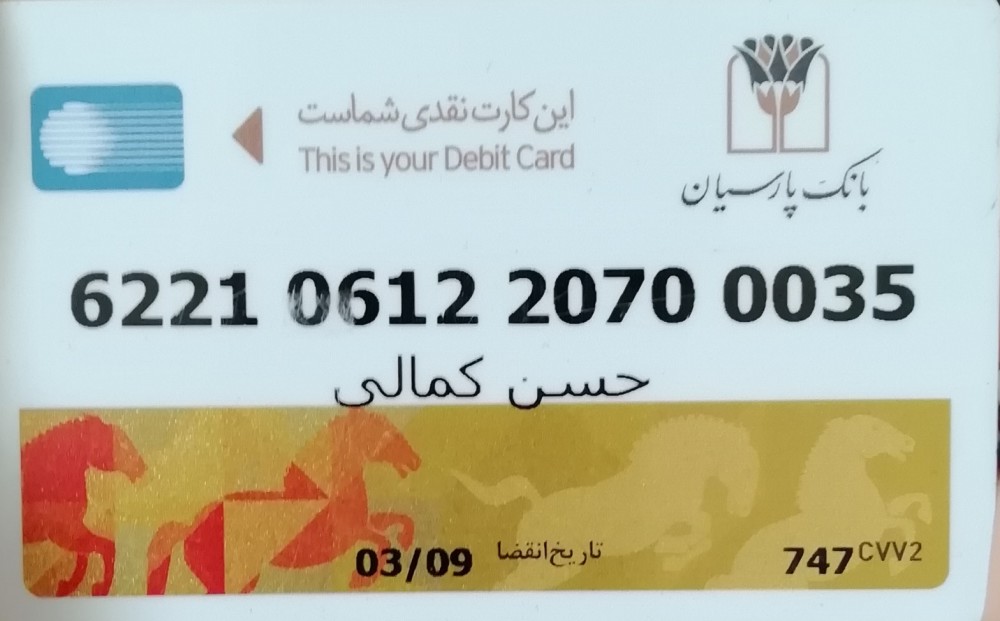 این کارت نقدی شماست
This is your Debit Card
بانک پارسیان
6221 0612 2070 0035
حسن کمالی
03/09 تاریخ انقضا
747 CVV2